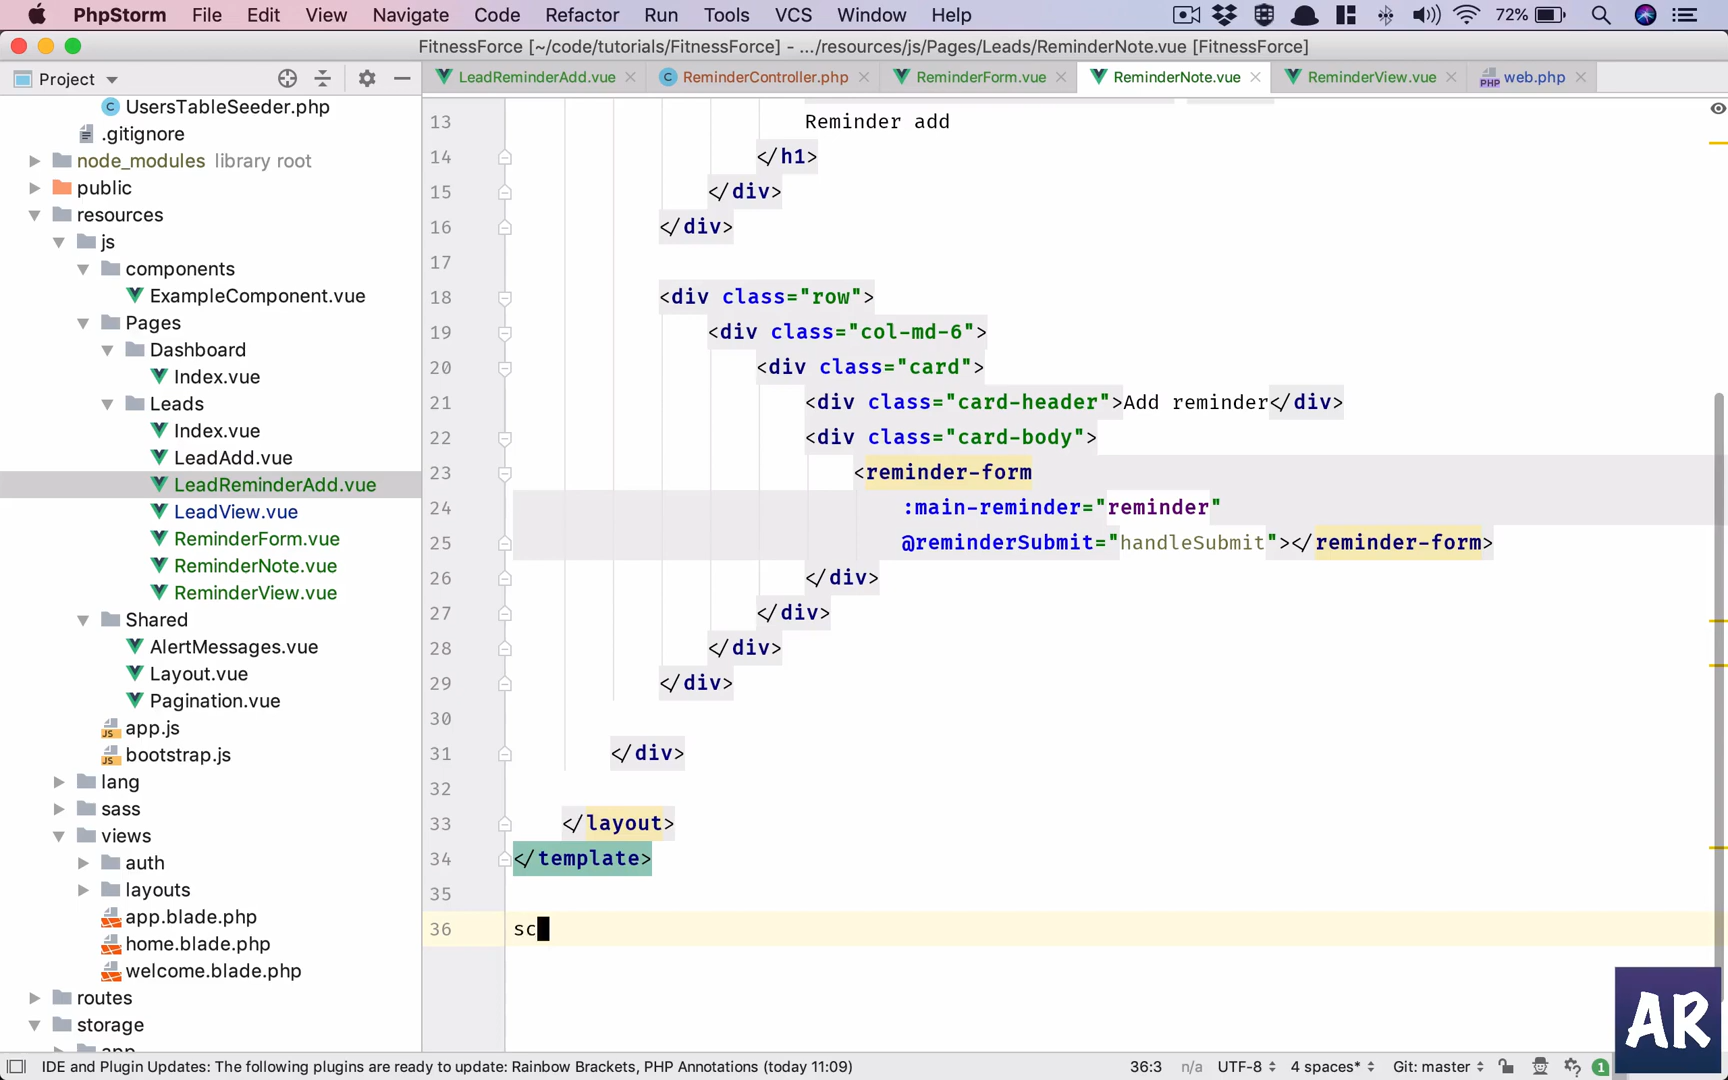 PhpStorm File Edit View Navigate Code Refactor Run Tools VCS Window Help 72%
FitnessForce [~/code/tutorials/FitnessForce] - .../resources/js/Pages/Leads/ReminderNote.vue [FitnessForce]
Project
LeadReminderAdd.vue ReminderController.php ReminderForm.vue ReminderNote.vue ReminderView.vue web.php
UsersTableSeeder.php
.gitignore
node_modules library root
public
resources
js
components
ExampleComponent.vue
Pages
Dashboard
Index.vue
Leads
Index.vue
LeadAdd.vue
LeadReminderAdd.vue
LeadView.vue
ReminderForm.vue
ReminderNote.vue
ReminderView.vue
Shared
AlertMessages.vue
Layout.vue
Pagination.vue
app.js
bootstrap.js
lang
sass
views
auth
layouts
app.blade.php
home.blade.php
welcome.blade.php
routes
storage
app
13 Reminder add
14 </h1>
15 </div>
16 </div>
17
18 <div class="row">
19 <div class="col-md-6">
20 <div class="card">
21 <div class="card-header">Add reminder</div>
22 <div class="card-body">
23 <reminder-form
24 :main-reminder="reminder"
25 @reminderSubmit="handleSubmit"></reminder-form>
26 </div>
27 </div>
28 </div>
29 </div>
30
31 </div>
32
33 </layout>
34 </template>
35
36 sc
AR
IDE and Plugin Updates: The following plugins are ready to update: Rainbow Brackets, PHP Annotations (today 11:09) 36:3 n/a UTF-8 4 spaces* Git: master 1